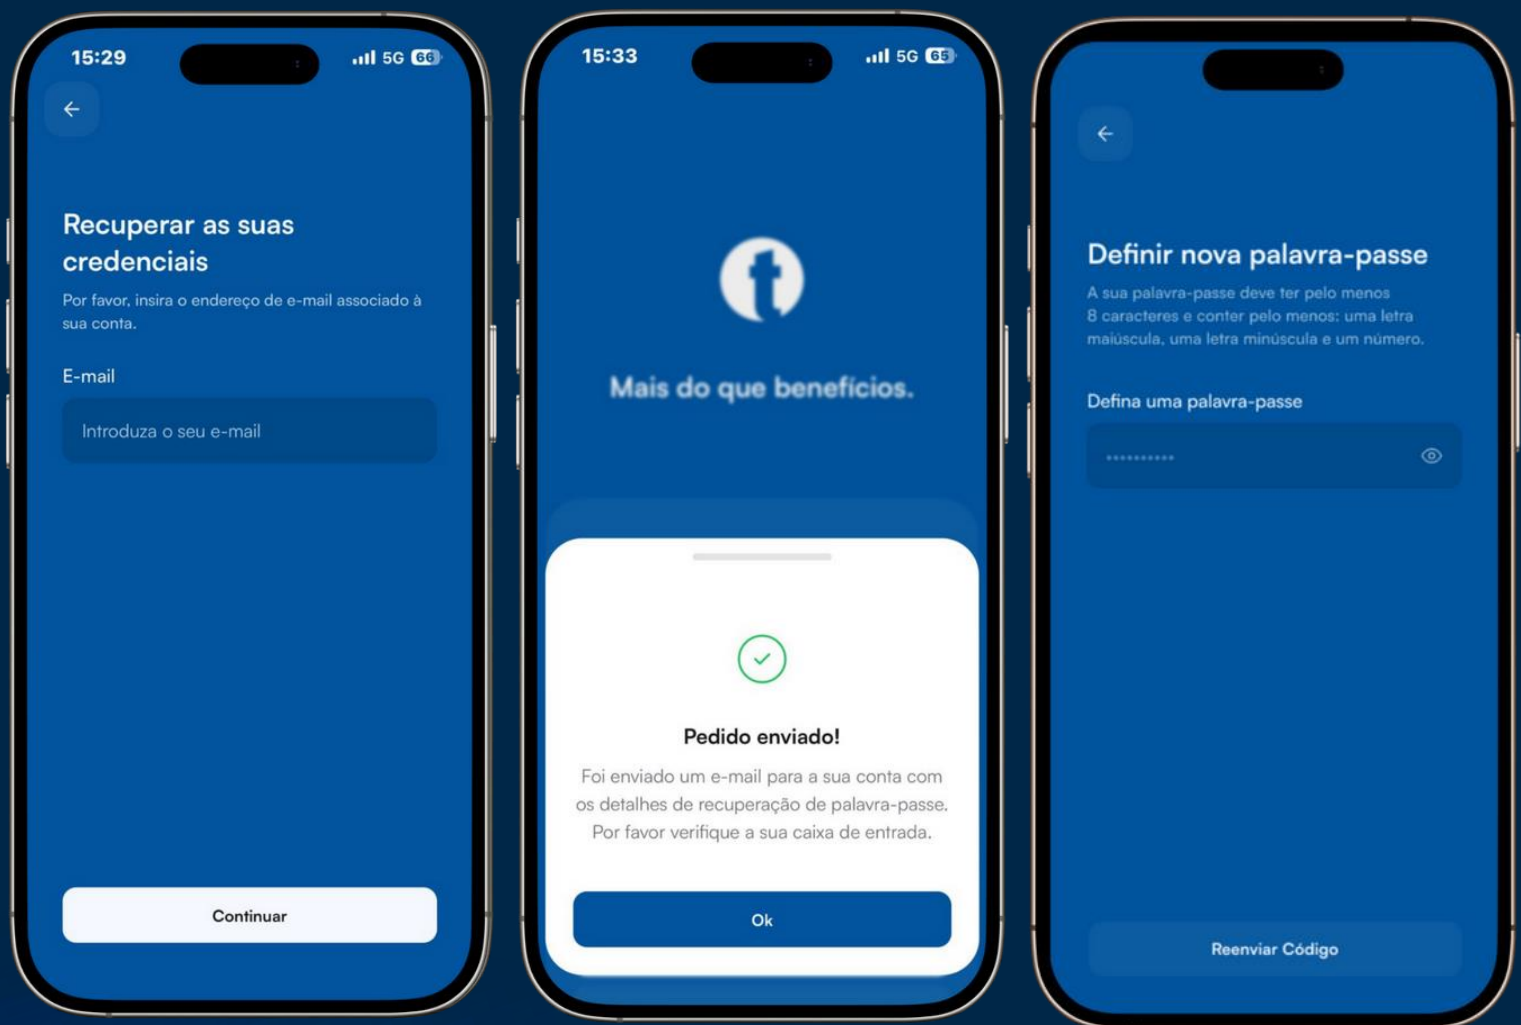 15:29
5G 66
Recuperar as suas
credenciais
Por favor, insira o endereço de e-mail associado à
sua conta.
E-mail
Introduza o seu e-mail
Continuar
15:33
5G 65
t
Mais do que benefícios.
Pedido enviado!
Foi enviado um e-mail para a sua conta com
os detalhes de recuperação de palavra-passe.
Por favor verifique a sua caixa de entrada.
Ok
Definir nova palavra-passe
A sua palavra-passe deve ter pelo menos
8 caracteres e conter pelo menos: uma letra
maiúscula, uma letra minúscula e um número.
Defina uma palavra-passe
Reenviar Código